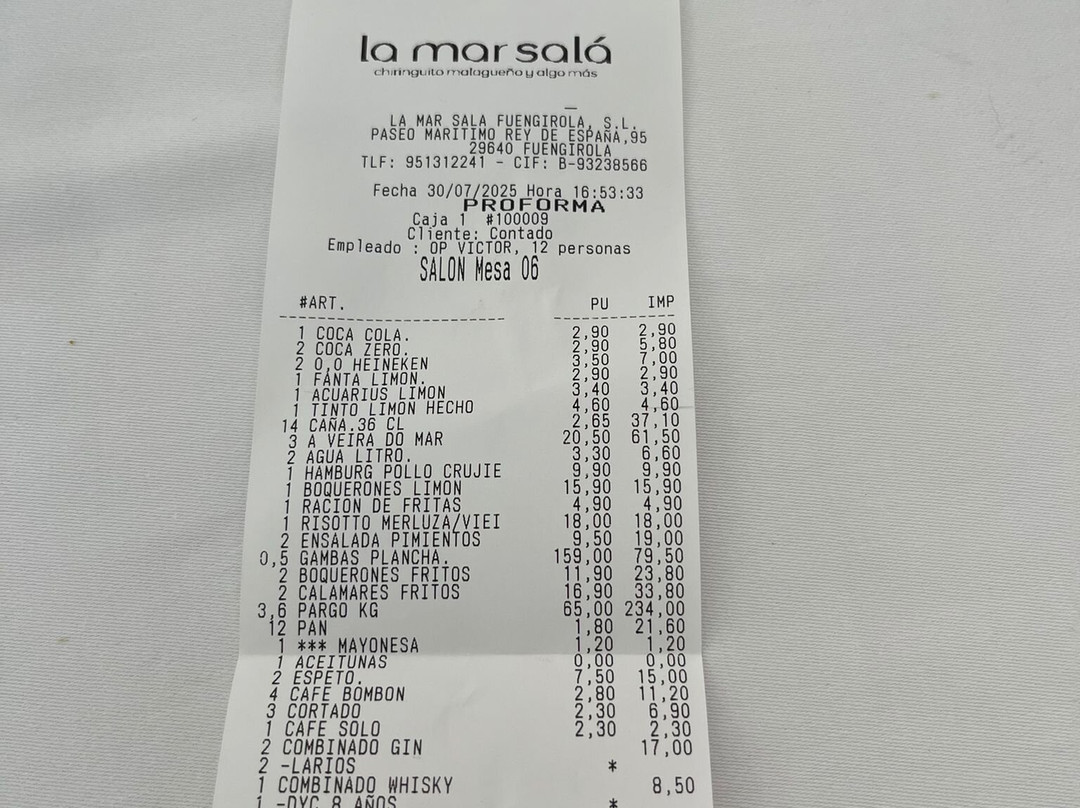 la mar salá
chiringuito malagueño y algo más
LA MAR SALA FUENGIROLA, S.L.
PASEO MARITIMO REY DE ESPAÑA,95
29640 FUENGIROLA
TLF: 951312241 - CIF: B-93238566
Fecha 30/07/2025 Hora 16:53:33
PROFORMA
Caja 1 #100009
Cliente: Contado
Empleado : OP VICTOR, 12 personas
SALON Mesa 06
#ART. PU IMP
1 COCA COLA. 2,90 2,90
2 COCA ZERO. 2,90 5,80
2 0,0 HEINEKEN 3,50 7,00
1 FANTA LIMON. 2,90 2,90
1 ACUARIUS LIMON 3,40 3,40
1 TINTO LIMON HECHO 4,60 4,60
14 CAÑA.36 CL 2,65 37,10
3 A VEIRA DO MAR 20,50 61,50
2 AGUA LITRO. 3,30 6,60
1 HAMBURG POLLO CRUJIE 9,90 9,90
1 BOQUERONES LIMON 15,90 15,90
1 RACION DE FRITAS 4,90 4,90
1 RISOTTO MERLUZA/VIEI 18,00 18,00
2 ENSALADA PIMIENTOS 9,50 19,00
0,5 GAMBAS PLANCHA. 159,00 79,50
2 BOQUERONES FRITOS 11,90 23,80
2 CALAMARES FRITOS 16,90 33,80
3,6 PARGO KG 65,00 234,00
12 PAN 1,80 21,60
1 *** MAYONESA 1,20 1,20
1 ACEITUNAS 0,00 0,00
2 ESPETO. 7,50 15,00
4 CAFE BOMBON 2,80 11,20
3 CORTADO 2,30 6,90
1 CAFE SOLO 2,30 2,30
2 COMBINADO GIN 17,00
2 -LARIOS *
1 COMBINADO WHISKY 8,50
1 -DYC 8 AÑOS *